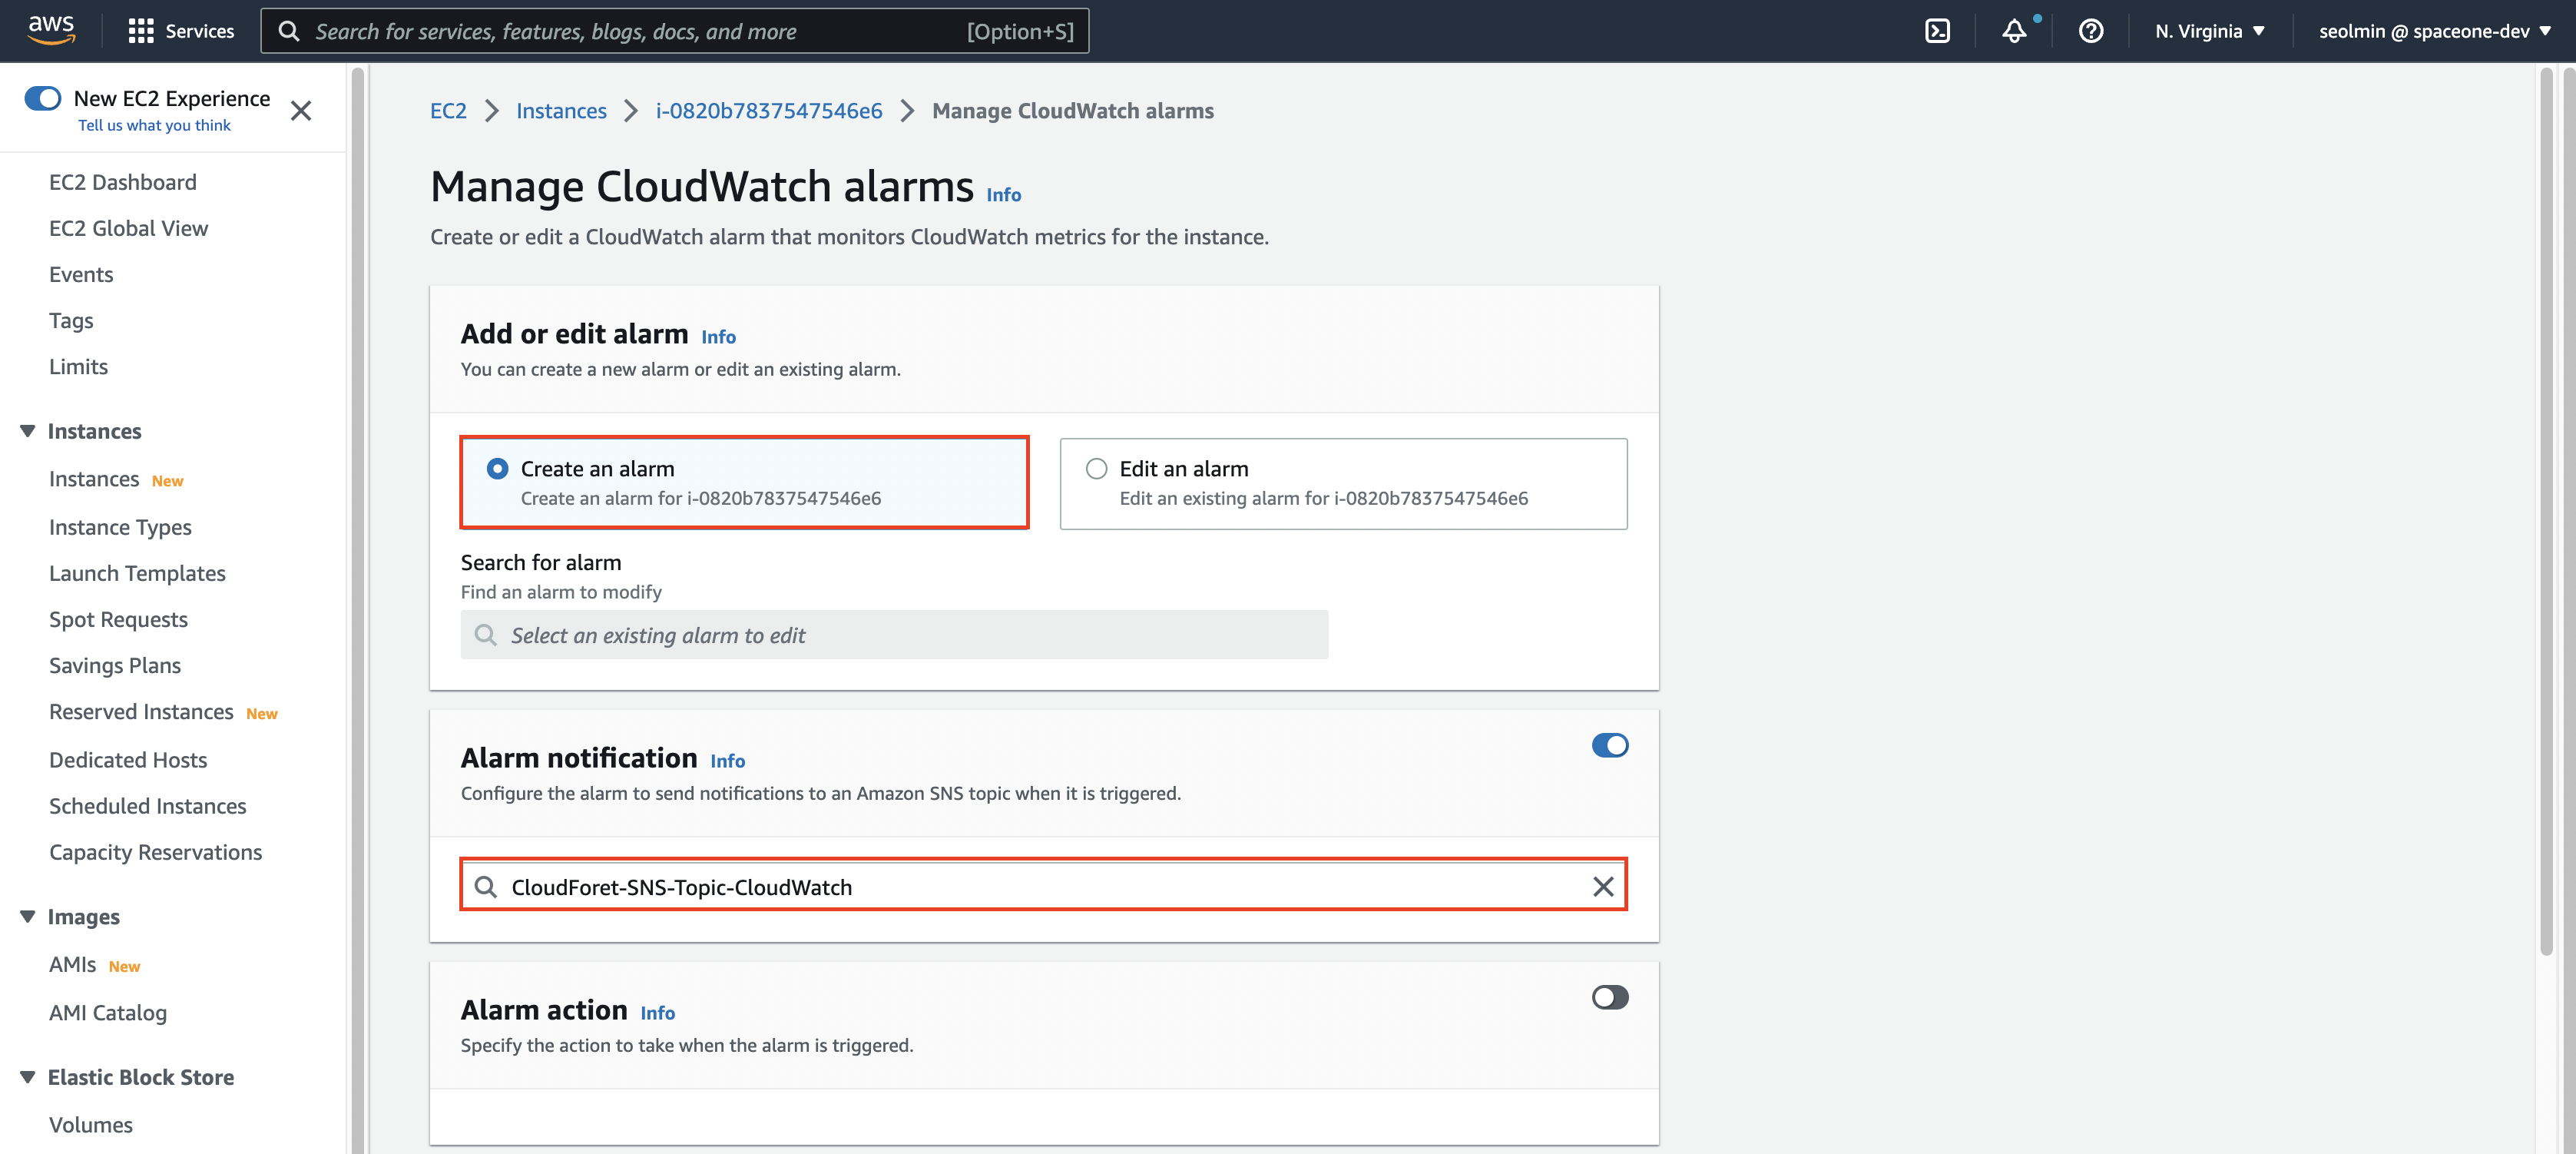 aws
Services
Search for services, features, blogs, docs, and more
[Option+S]
N. Virginia
seolmin @ spaceone-dev
New EC2 Experience
Tell us what you think
EC2 Dashboard
EC2 Global View
Events
Tags
Limits
Instances
Instances New
Instance Types
Launch Templates
Spot Requests
Savings Plans
Reserved Instances New
Dedicated Hosts
Scheduled Instances
Capacity Reservations
Images
AMIs New
AMI Catalog
Elastic Block Store
Volumes
EC2 > Instances > i-0820b7837547546e6 > Manage CloudWatch alarms
Manage CloudWatch alarms Info
Create or edit a CloudWatch alarm that monitors CloudWatch metrics for the instance.
Add or edit alarm Info
You can create a new alarm or edit an existing alarm.
Create an alarm
Create an alarm for i-0820b7837547546e6
Edit an alarm
Edit an existing alarm for i-0820b7837547546e6
Search for alarm
Find an alarm to modify
Select an existing alarm to edit
Alarm notification Info
Configure the alarm to send notifications to an Amazon SNS topic when it is triggered.
CloudForet-SNS-Topic-CloudWatch
Alarm action Info
Specify the action to take when the alarm is triggered.